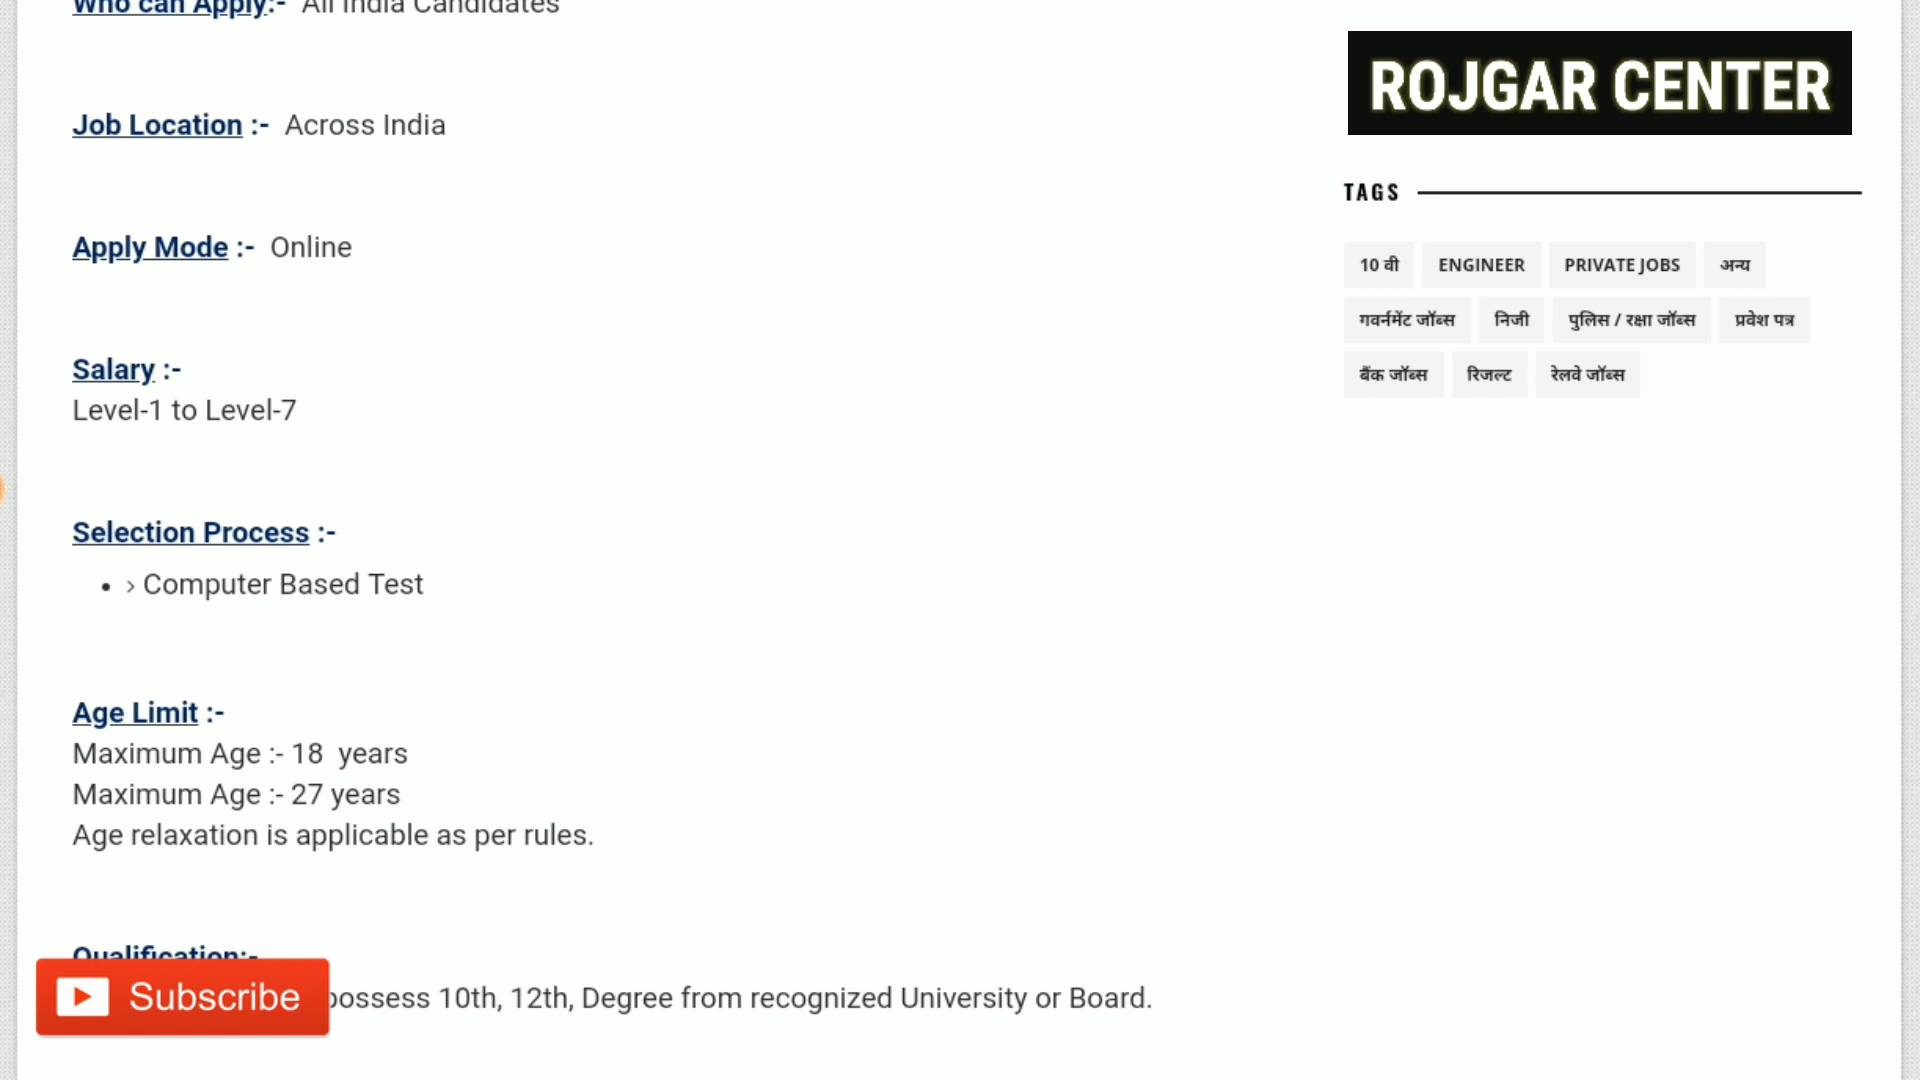 Who can Apply:- All India Candidates
Job Location :- Across India
Apply Mode :- Online
Salary :-
Level-1 to Level-7
Selection Process :-
• › Computer Based Test
Age Limit :-
Maximum Age :- 18 years
Maximum Age :- 27 years
Age relaxation is applicable as per rules.
Qualification:-
possess 10th, 12th, Degree from recognized University or Board.
Subscribe
ROJGAR CENTER
TAGS
10 वी ENGINEER PRIVATE JOBS अन्य
गवर्नमेंट जॉब्स निजी पुलिस / रक्षा जॉब्स प्रवेश पत्र
बैंक जॉब्स रिजल्ट रेलवे जॉब्स